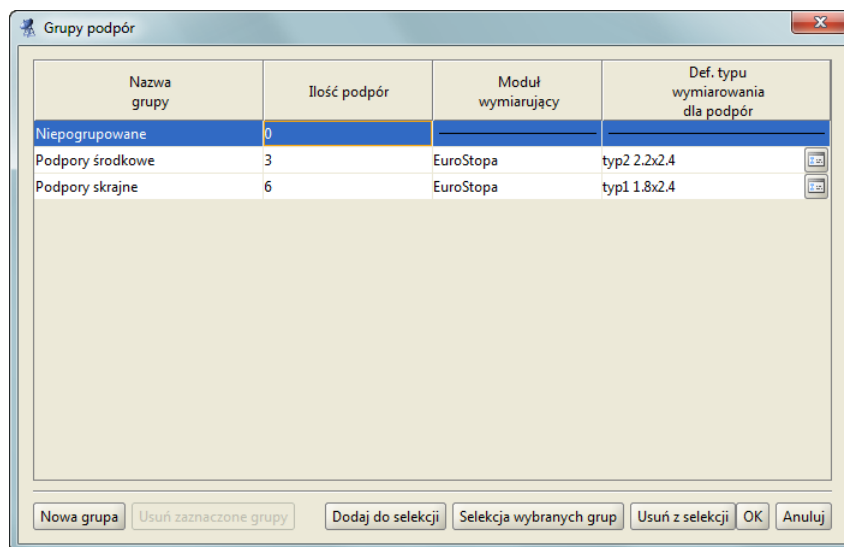 Grupy podpór
Nazwa
grupy
Ilość podpór
Moduł
wymiarujący
Def. typu
wymiarowania
dla podpór
Niepogrupowane 0
Podpory środkowe 3 EuroStopa typ2 2.2x2.4
Podpory skrajne 6 EuroStopa typ1 1.8x2.4
Nowa grupa Usuń zaznaczone grupy Dodaj do selekcji Selekcja wybranych grup Usuń z selekcji OK Anuluj